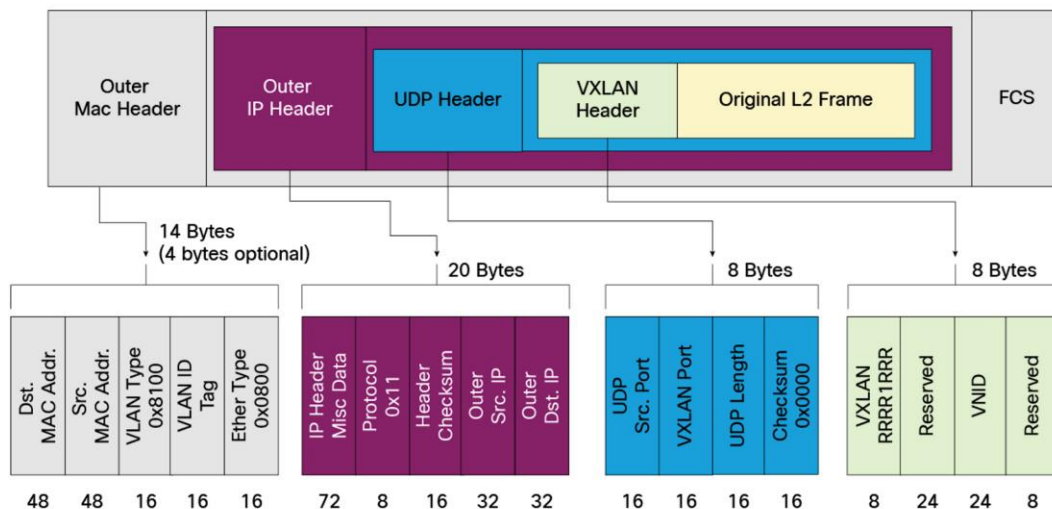 Outer
Mac Header
Outer
IP Header
UDP Header
VXLAN
Header
Original L2 Frame
FCS
14 Bytes
(4 bytes optional)
20 Bytes
8 Bytes
8 Bytes
Dst.
MAC Addr.
Src.
MAC Addr.
VLAN Type
0x8100
VLAN ID
Tag
Ether Type
0x0800
IP Header
Misc Data
Protocol
0x11
Header
Checksum
Outer
Src. IP
Outer
Dst. IP
UDP
Src. Port
VXLAN Port
UDP Length
Checksum
0x0000
VXLAN
RRRR1RRR
Reserved
VNID
Reserved
48 48 16 16 16 72 8 16 32 32 16 16 16 16 8 24 24 8